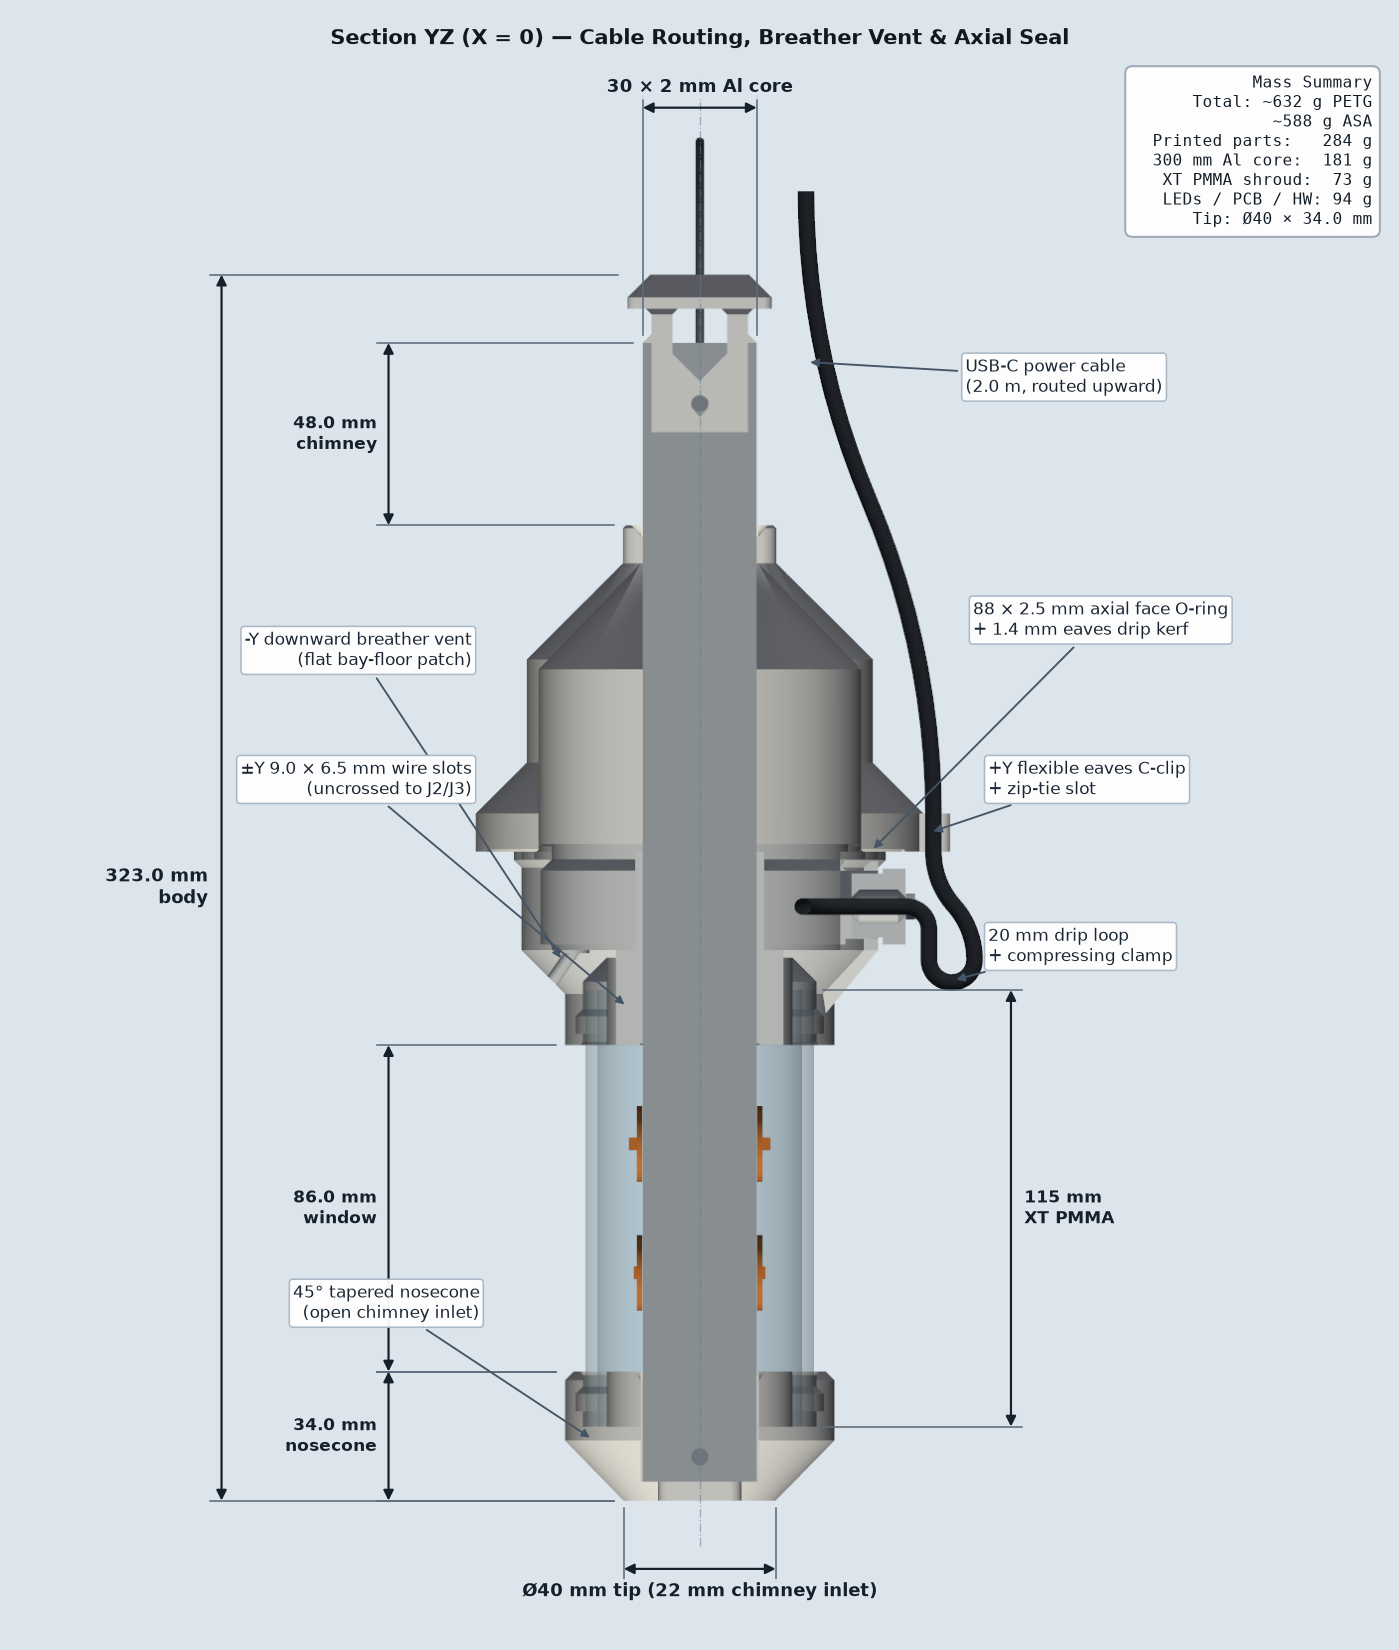 Section YZ (X = 0) — Cable Routing, Breather Vent & Axial Seal
Mass Summary
Total: ~632 g PETG
~588 g ASA
Printed parts:   284 g
300 mm Al core:  181 g
XT PMMA shroud:  73 g
LEDs / PCB / HW: 94 g
Tip: Ø40 × 34.0 mm
30 × 2 mm Al core
USB-C power cable
(2.0 m, routed upward)
48.0 mm
chimney
88 × 2.5 mm axial face O-ring
+ 1.4 mm eaves drip kerf
-Y downward breather vent
(flat bay-floor patch)
±Y 9.0 × 6.5 mm wire slots
(uncrossed to J2/J3)
+Y flexible eaves C-clip
+ zip-tie slot
323.0 mm
body
20 mm drip loop
+ compressing clamp
86.0 mm
window
115 mm
XT PMMA
45° tapered nosecone
(open chimney inlet)
34.0 mm
nosecone
Ø40 mm tip (22 mm chimney inlet)